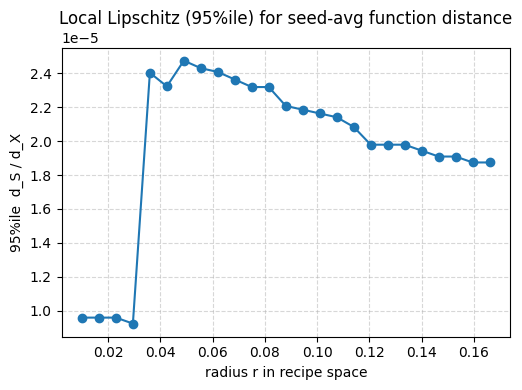 Local Lipschitz (95%ile) for seed-avg function distance
1e−5
2.4
2.2
2.0
1.8
1.6
1.4
1.2
1.0
95%ile  d_S / d_X
0.02 0.04 0.06 0.08 0.10 0.12 0.14 0.16
radius r in recipe space